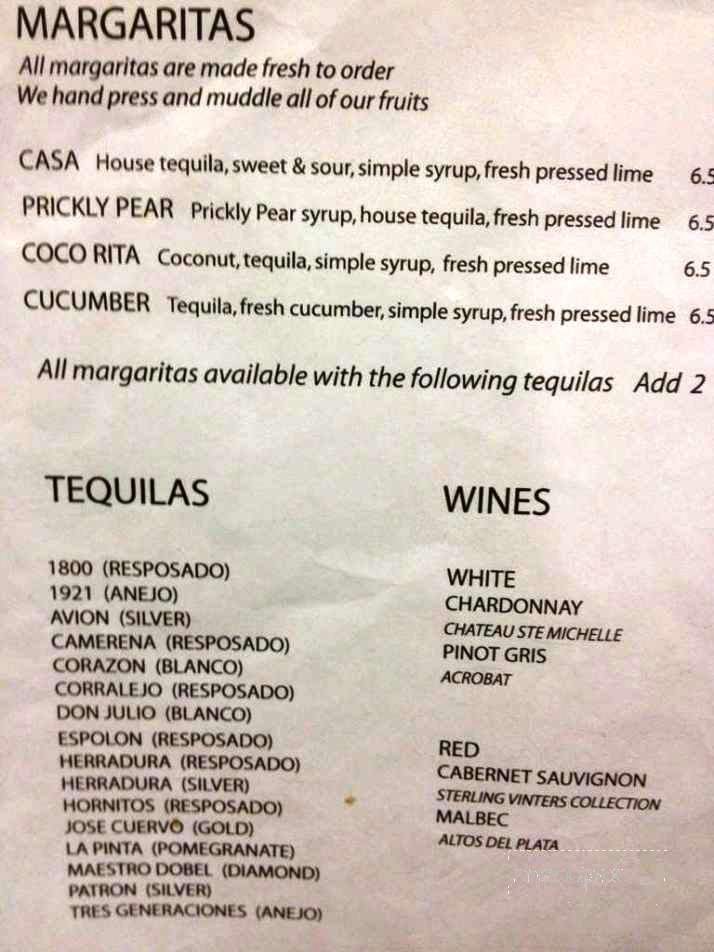 MARGARITAS
All margaritas are made fresh to order
We hand press and muddle all of our fruits
CASA House tequila, sweet & sour, simple syrup, fresh pressed lime 6.5
PRICKLY PEAR Prickly Pear syrup, house tequila, fresh pressed lime 6.5
COCO RITA Coconut, tequila, simple syrup, fresh pressed lime 6.5
CUCUMBER Tequila, fresh cucumber, simple syrup, fresh pressed lime 6.5
All margaritas available with the following tequilas Add 2
TEQUILAS
1800 (RESPOSADO)
1921 (ANEJO)
AVION (SILVER)
CAMERENA (RESPOSADO)
CORAZON (BLANCO)
CORRALEJO (RESPOSADO)
DON JULIO (BLANCO)
ESPOLON (RESPOSADO)
HERRADURA (RESPOSADO)
HERRADURA (SILVER)
HORNITOS (RESPOSADO)
JOSE CUERVO (GOLD)
LA PINTA (POMEGRANATE)
MAESTRO DOBEL (DIAMOND)
PATRON (SILVER)
TRES GENERACIONES (ANEJO)
WINES
WHITE
CHARDONNAY
CHATEAU STE MICHELLE
PINOT GRIS
ACROBAT
RED
CABERNET SAUVIGNON
STERLING VINTERS COLLECTION
MALBEC
ALTOS DEL PLATA